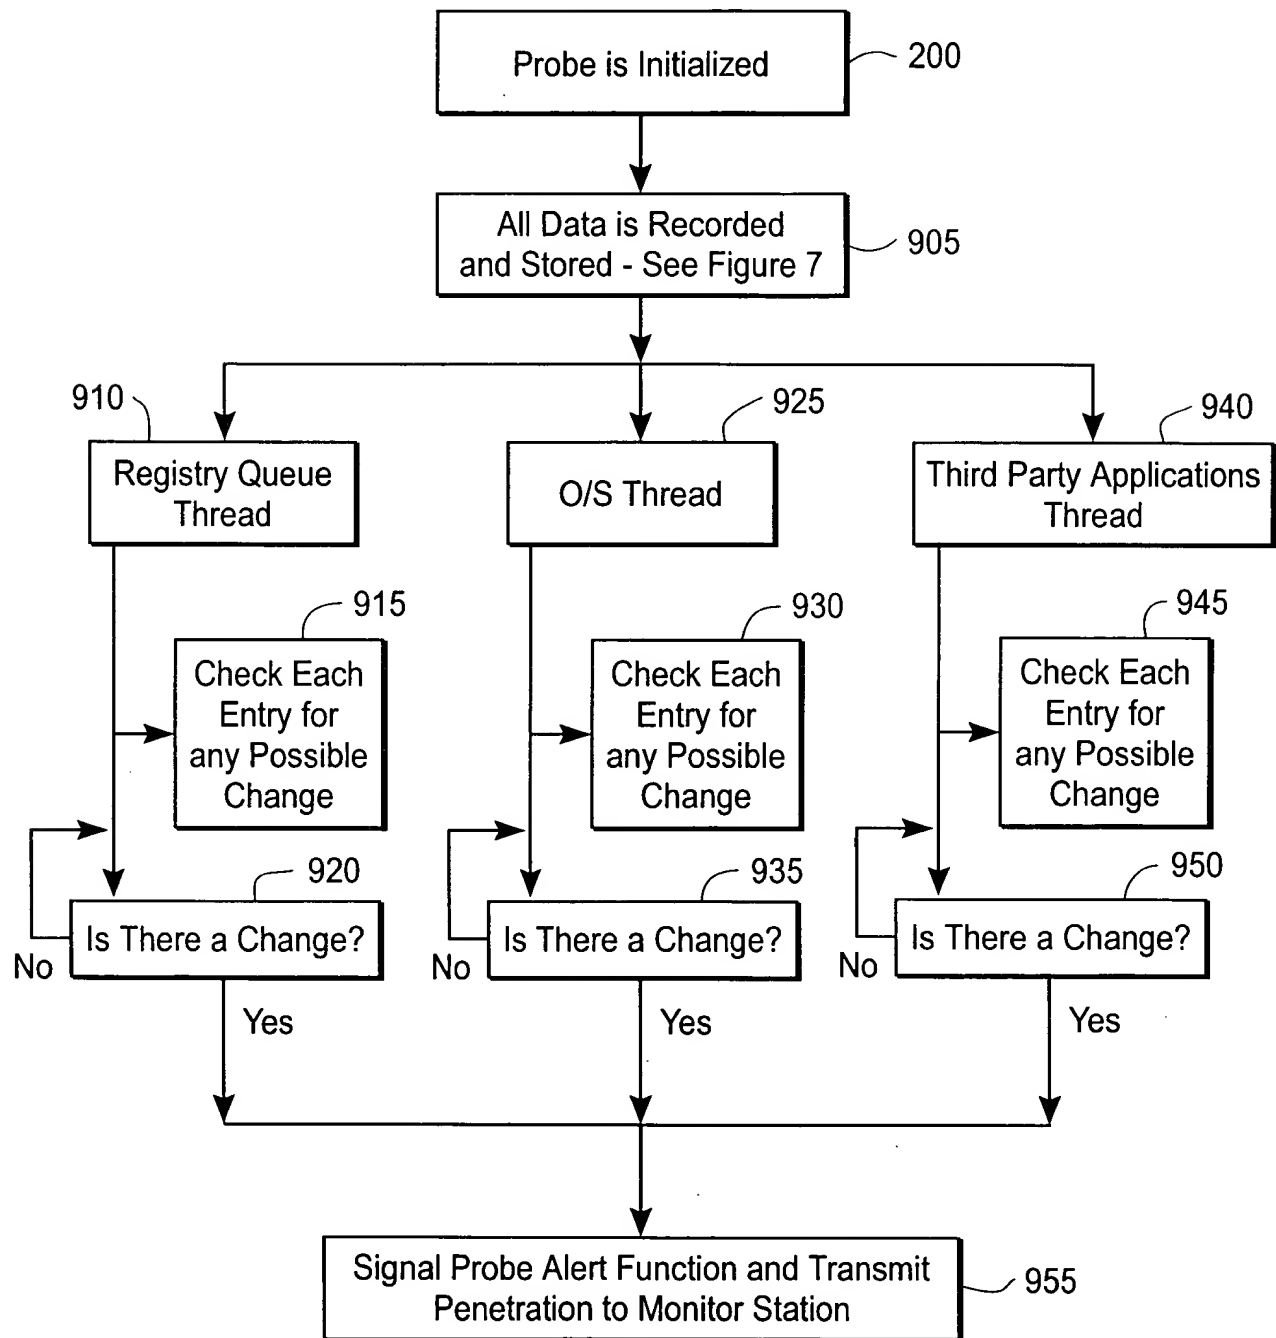 Probe is Initialized
200
All Data is Recorded
and Stored - See Figure 7
905
910
Registry Queue
Thread
925
O/S Thread
940
Third Party Applications
Thread
915
Check Each
Entry for
any Possible
Change
930
Check Each
Entry for
any Possible
Change
945
Check Each
Entry for
any Possible
Change
920
Is There a Change?
No
Yes
935
Is There a Change?
No
Yes
950
Is There a Change?
No
Yes
Signal Probe Alert Function and Transmit
Penetration to Monitor Station
955